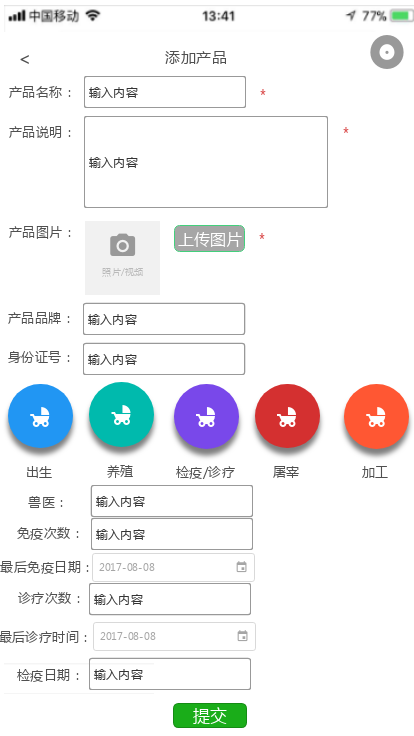 中国移动 13:41 77%
< 添加产品
产品名称： 输入内容 *
产品说明： 输入内容 *
产品图片： 照片/视频 上传图片 *
产品品牌： 输入内容
身份证号： 输入内容
出生 养殖 检疫/诊疗 屠宰 加工
兽医： 输入内容
免疫次数： 输入内容
最后免疫日期： 2017-08-08
诊疗次数： 输入内容
最后诊疗时间： 2017-08-08
检疫日期： 输入内容
提交